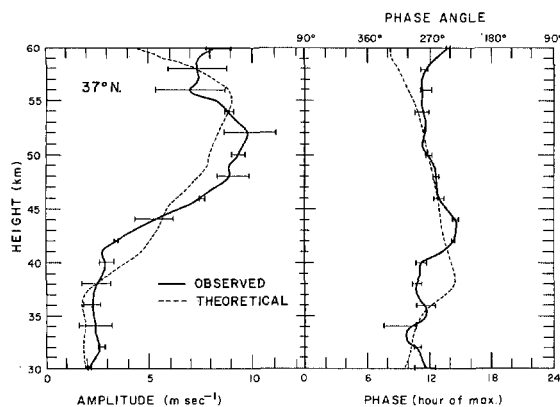 PHASE ANGLE
90° 360° 270° 180° 90°
60
55
50
45
40
35
30
HEIGHT (km)
37°N.
OBSERVED
THEORETICAL
0 5 10 0 6 12 18 24
AMPLITUDE (m sec⁻¹) PHASE (hour of max.)